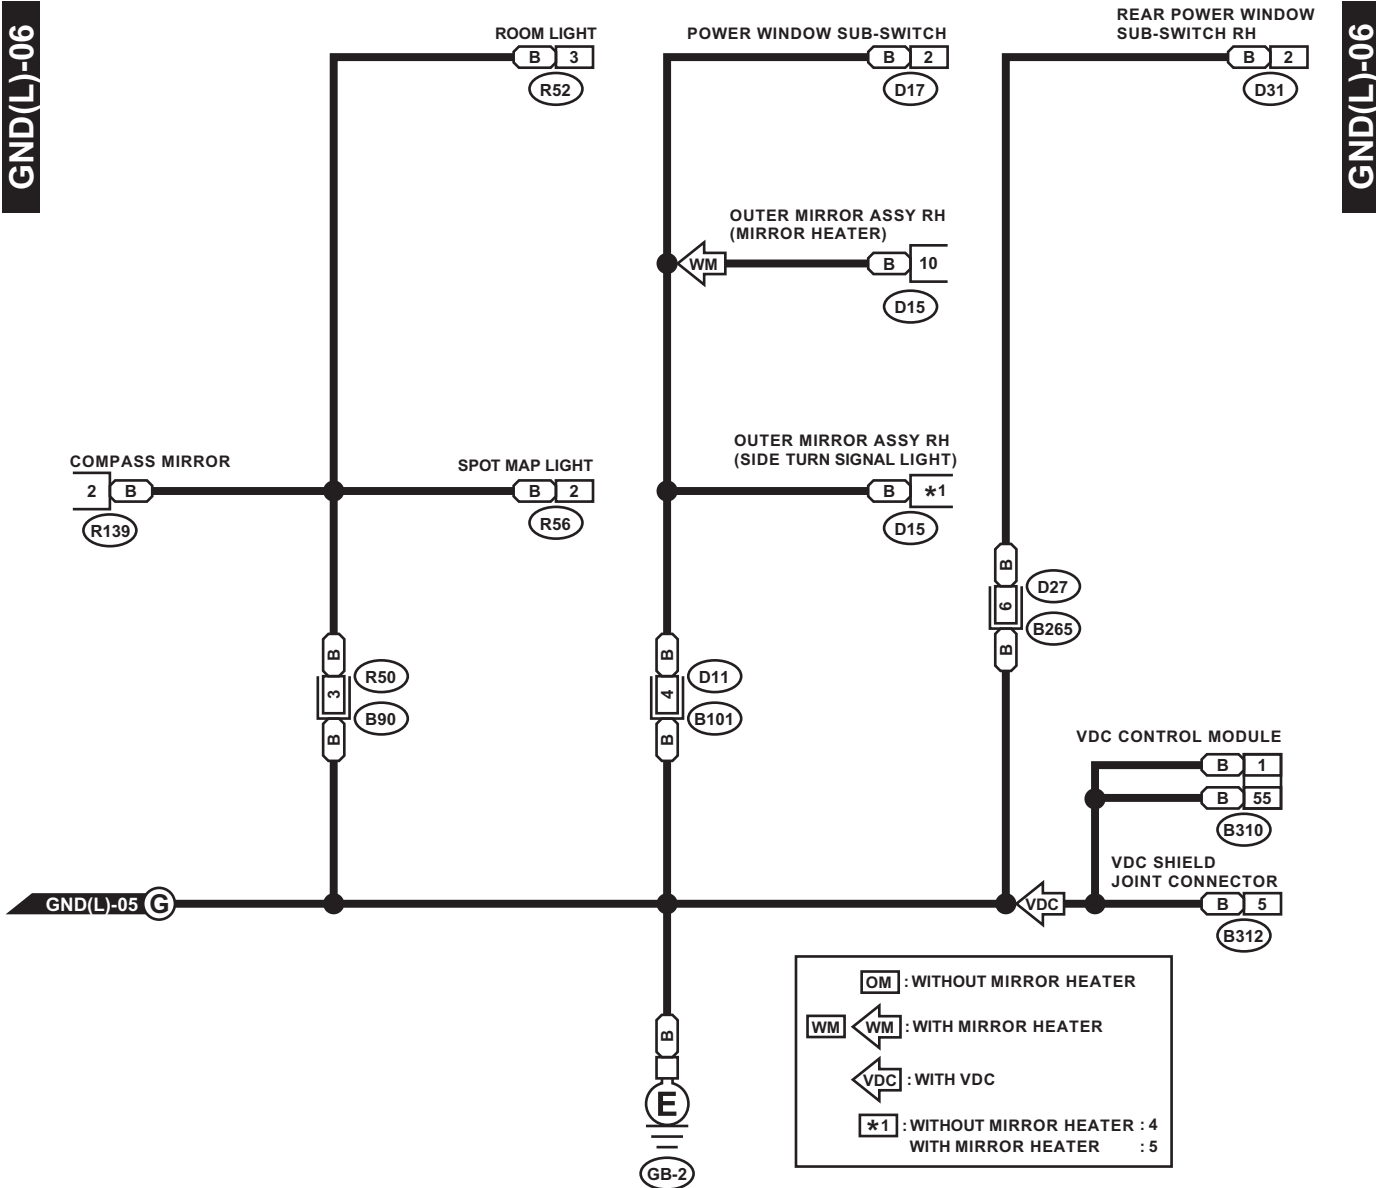 GND(L)-06
GND(L)-06
ROOM LIGHT
B 3
R52
POWER WINDOW SUB-SWITCH
B 2
D17
REAR POWER WINDOW
SUB-SWITCH RH
B 2
D31
OUTER MIRROR ASSY RH
(MIRROR HEATER)
WM
B 10
D15
COMPASS MIRROR
2 B
R139
SPOT MAP LIGHT
B 2
R56
OUTER MIRROR ASSY RH
(SIDE TURN SIGNAL LIGHT)
B *1
D15
B
6
B
D27
B265
B
3
B
R50
B90
B
4
B
D11
B101
VDC CONTROL MODULE
B 1
B 55
B310
VDC SHIELD
JOINT CONNECTOR
B 5
B312
GND(L)-05 G
VDC
B
E
GB-2
OM : WITHOUT MIRROR HEATER
WM WM : WITH MIRROR HEATER
VDC : WITH VDC
*1 : WITHOUT MIRROR HEATER : 4
WITH MIRROR HEATER : 5